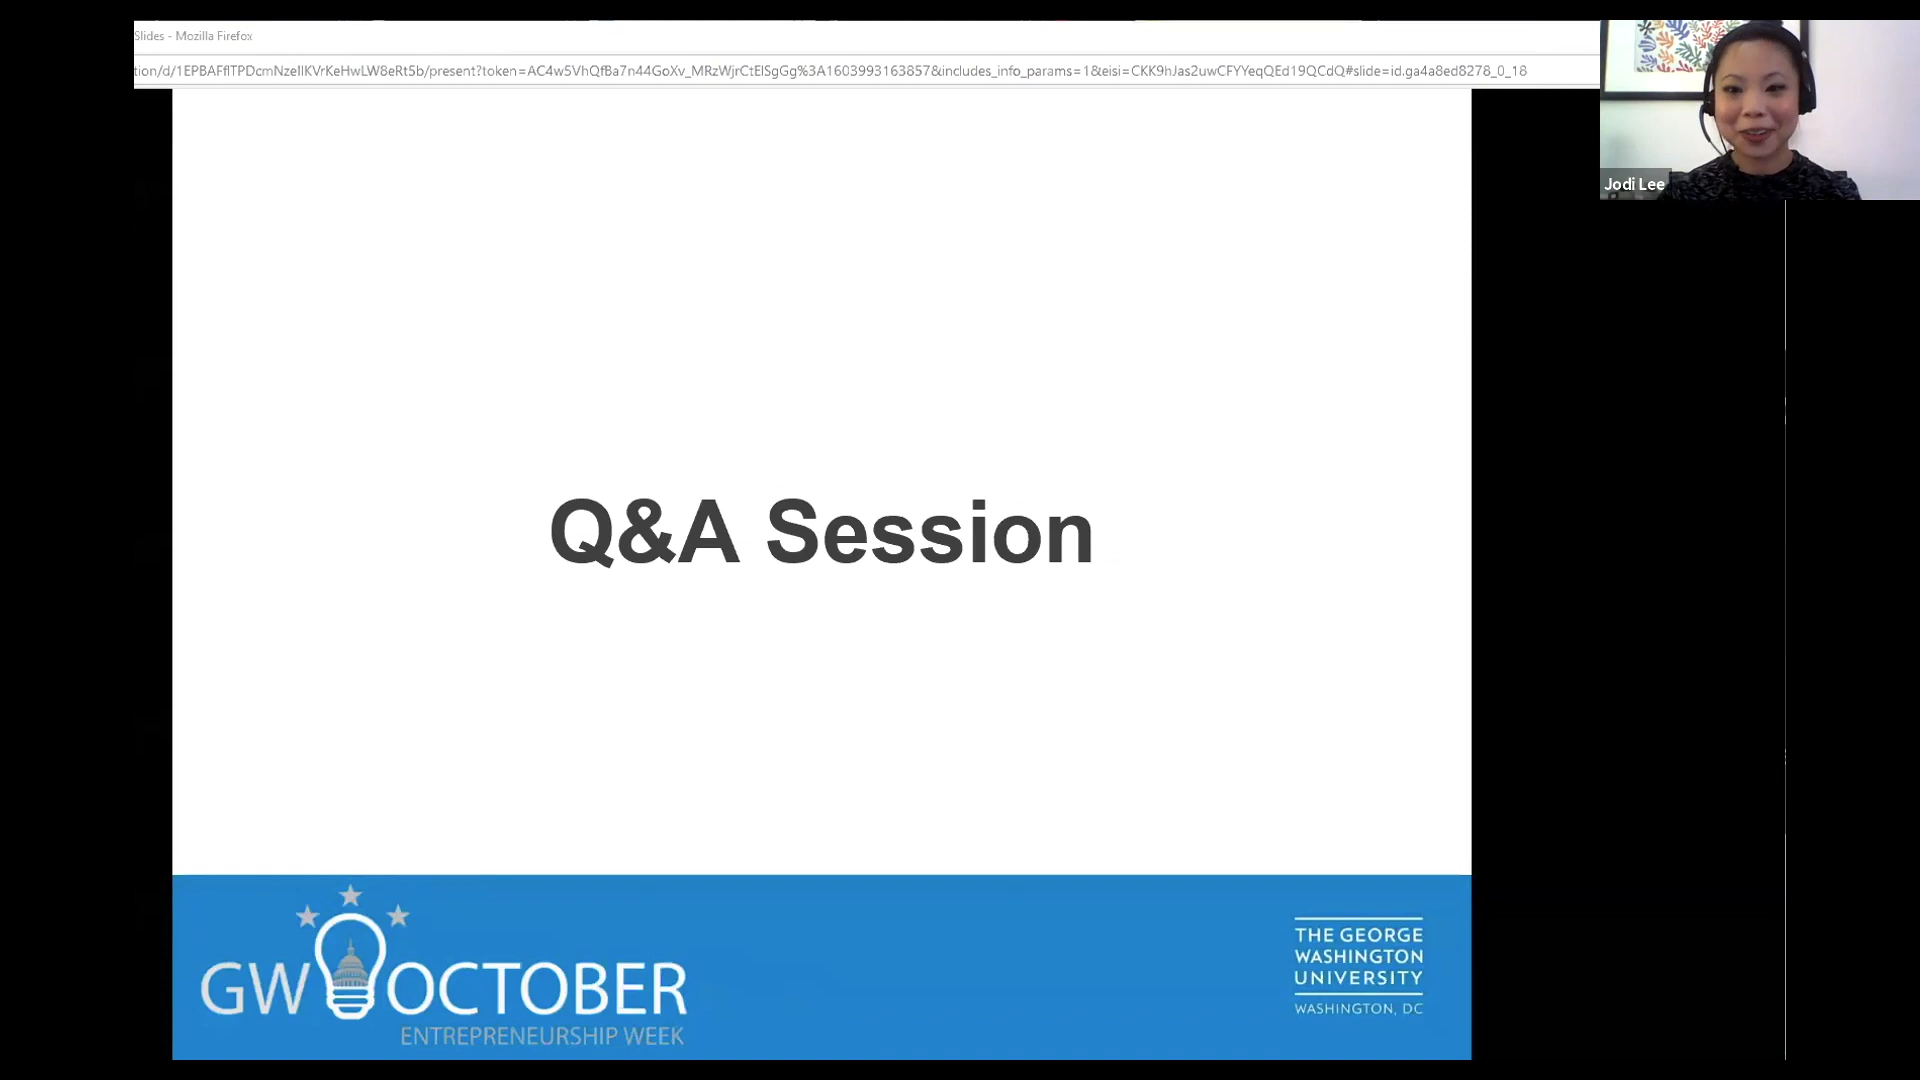 Slides - Mozilla Firefox
tion/d/1EPBAFflTPDcmNzellKVrKeHwLW8eRt5b/present?token=AC4w5VhQfBa7n44GoXv_MRzWjrCtElSgGg%3A1603993163857&includes_info_params=1&eisi=CKK9hJas2uwCFYYeqQEd19QCdQ#slide=id.ga4a8ed8278_0_18
Jodi Lee
Q&A Session
GW OCTOBER
ENTREPRENEURSHIP WEEK
THE GEORGE
WASHINGTON
UNIVERSITY
WASHINGTON, DC